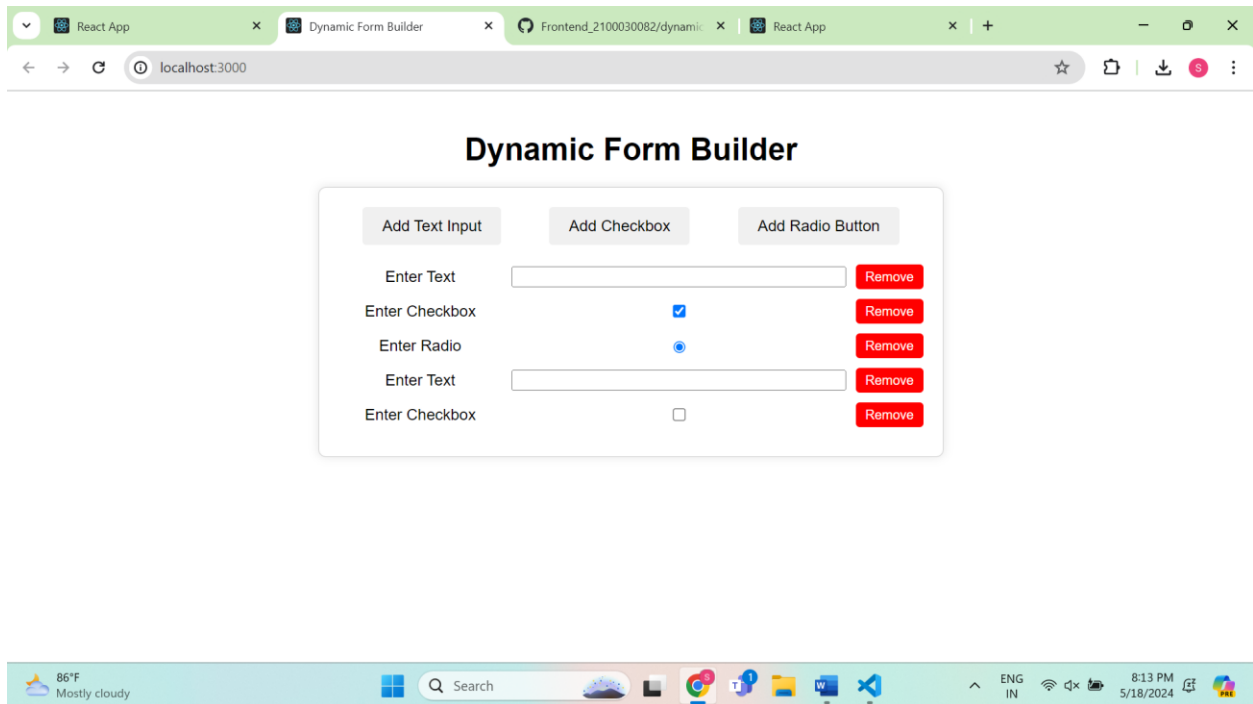 React App
Dynamic Form Builder
Frontend_2100030082/dynamic
React App
localhost:3000
S
Dynamic Form Builder
Add Text Input Add Checkbox Add Radio Button
Enter Text Remove
Enter Checkbox Remove
Enter Radio Remove
Enter Text Remove
Enter Checkbox Remove
86°F
Mostly cloudy
Search
S
T
1
W
ENG
IN
8:13 PM
5/18/2024
PRE